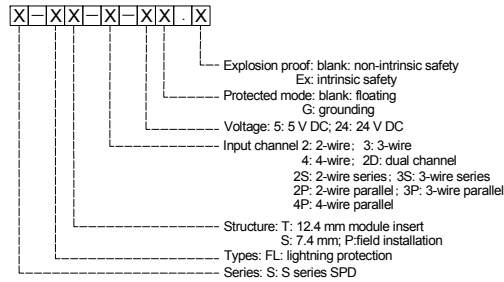 X-XX-X-XX.X
Explosion proof: blank: non-intrinsic safety
Ex: intrinsic safety
Protected mode: blank: floating
G: grounding
Voltage: 5: 5 V DC; 24: 24 V DC
Input channel 2: 2-wire; 3: 3-wire
4: 4-wire; 2D: dual channel
2S: 2-wire series; 3S: 3-wire series
2P: 2-wire parallel; 3P: 3-wire parallel
4P: 4-wire parallel
Structure: T: 12.4 mm module insert
S: 7.4 mm; P:field installation
Types: FL: lightning protection
Series: S: S series SPD